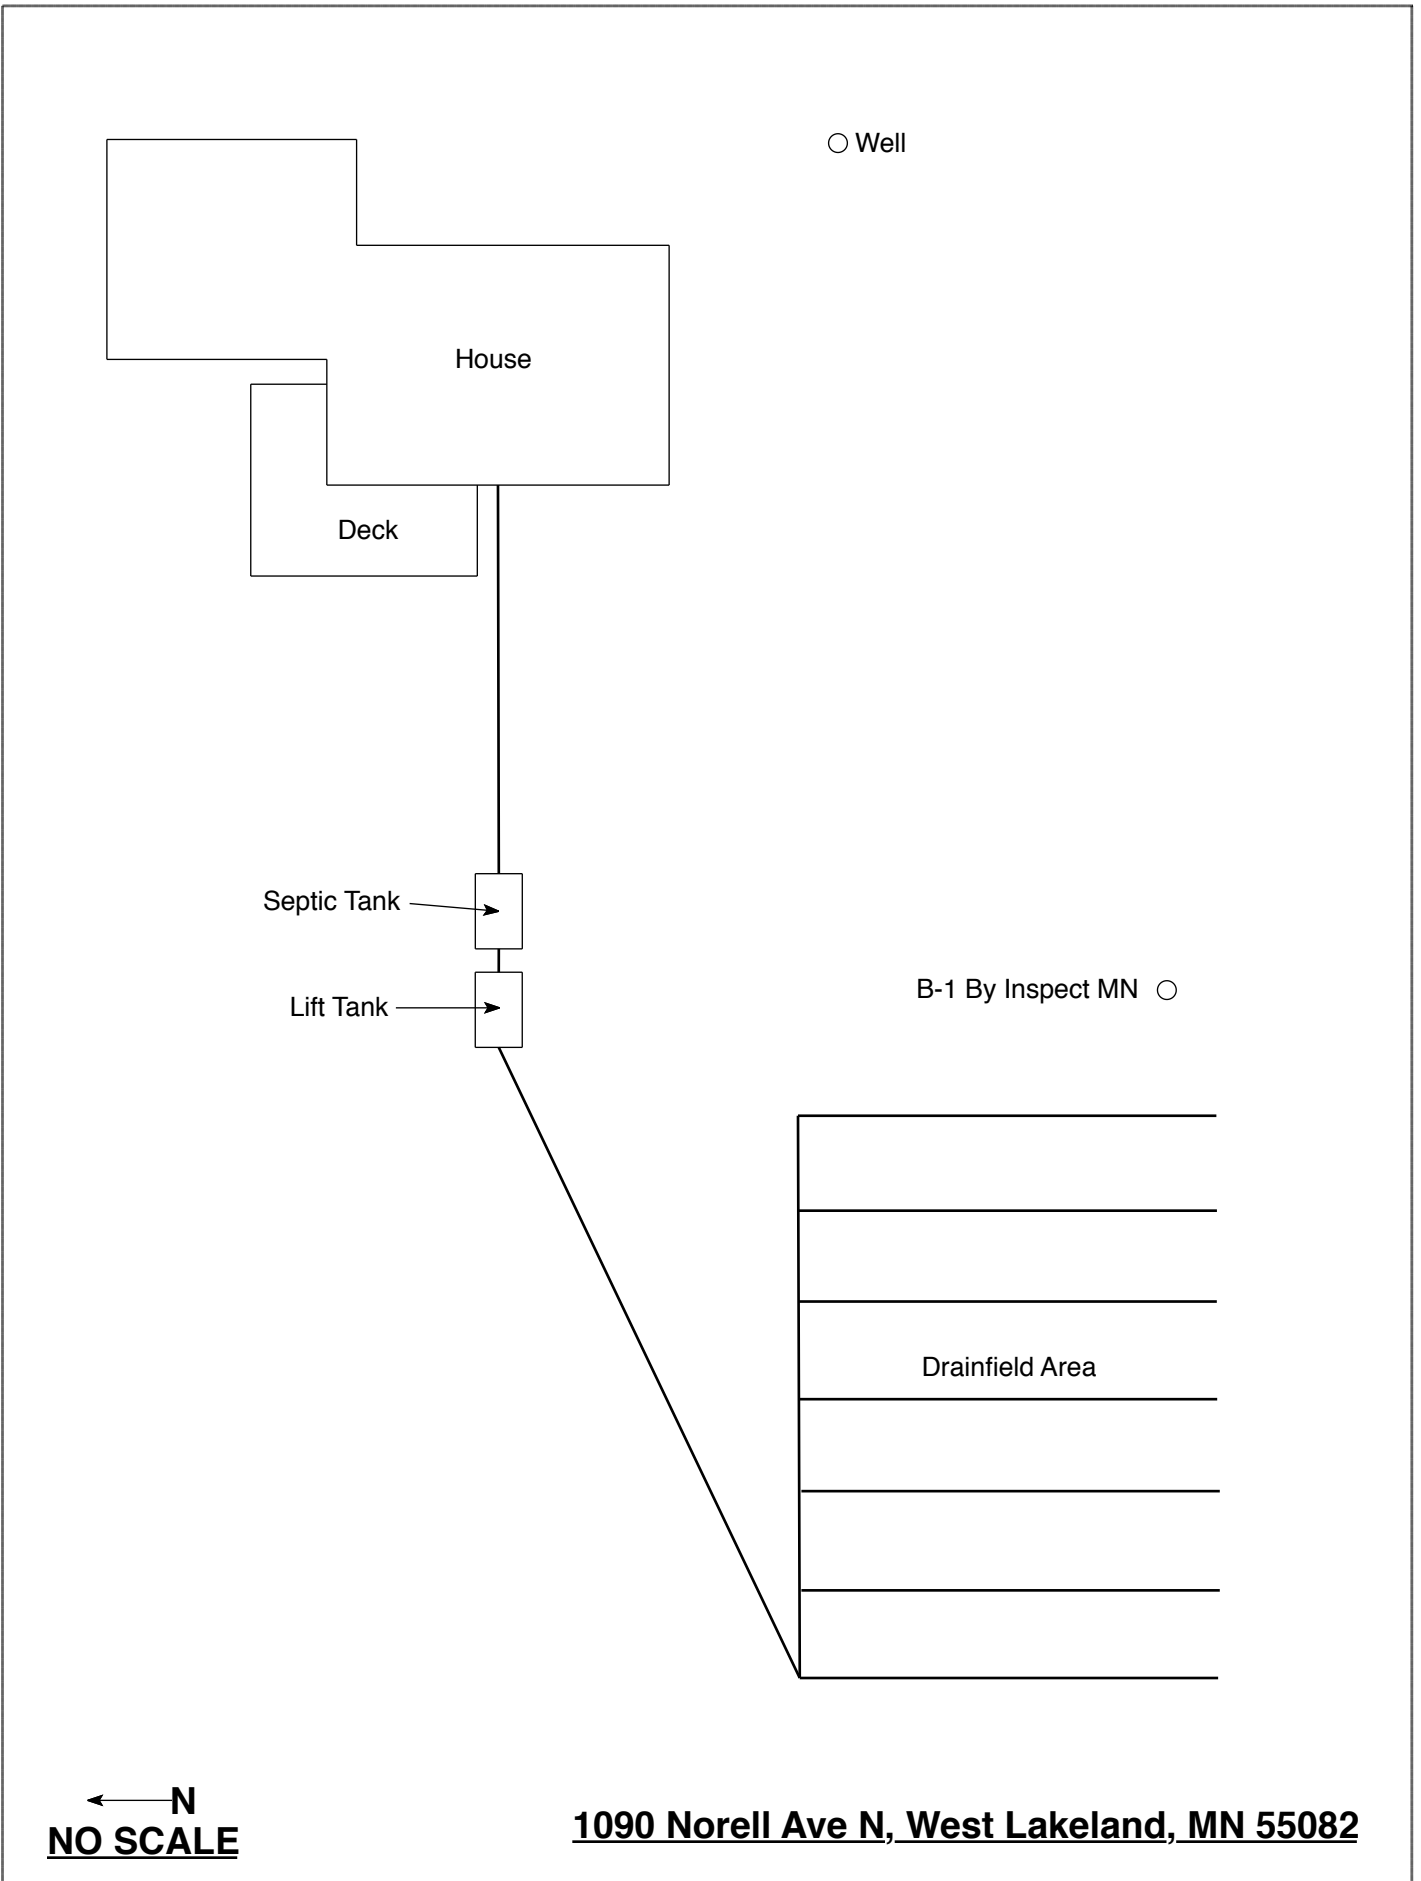 Well
House
Deck
Septic Tank
B-1 By Inspect MN
Lift Tank
Drainfield Area
N
NO SCALE
1090 Norell Ave N, West Lakeland, MN 55082